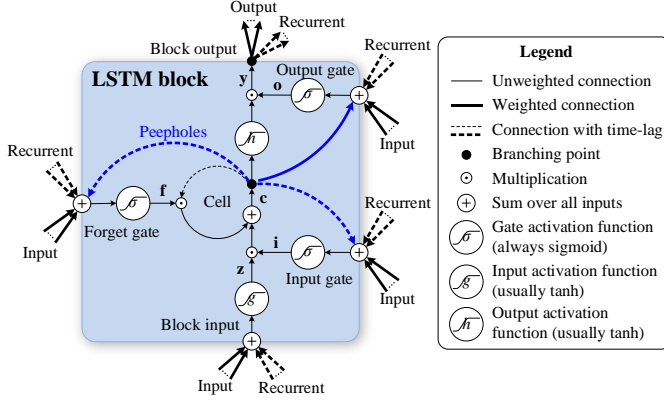 Output
Recurrent
Block output
LSTM block
y
o
Output gate
Recurrent
Input
Peepholes
Recurrent
f
Cell
c
Input
Forget gate
i
z
Input gate
Recurrent
Input
g
h
σ
σ
σ
Block input
Input
Recurrent
Legend
Unweighted connection
Weighted connection
Connection with time-lag
Branching point
Multiplication
Sum over all inputs
σ
Gate activation function
(always sigmoid)
g
Input activation function
(usually tanh)
h
Output activation
function (usually tanh)